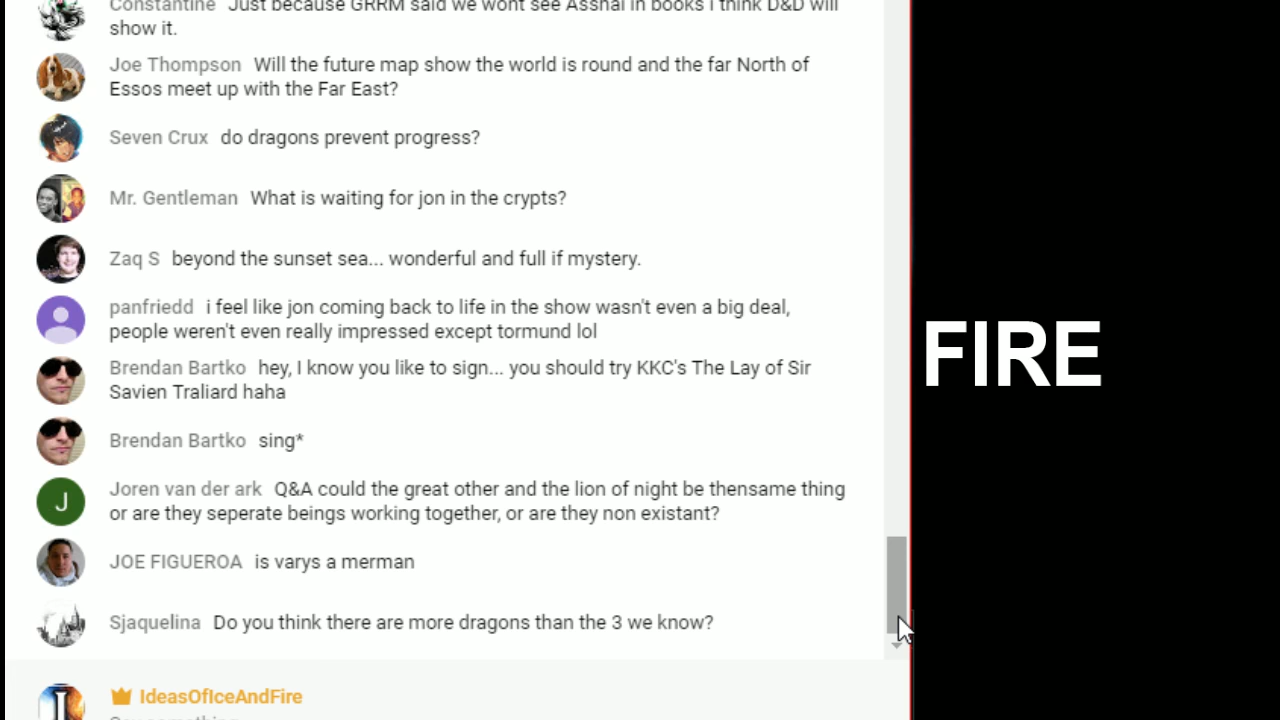 Constantine Just because GRRM said we wont see Asshai in books i think D&D will
show it.
Joe Thompson Will the future map show the world is round and the far North of
Essos meet up with the Far East?
Seven Crux do dragons prevent progress?
Mr. Gentleman What is waiting for jon in the crypts?
Zaq S beyond the sunset sea... wonderful and full if mystery.
panfriedd i feel like jon coming back to life in the show wasn't even a big deal,
people weren't even really impressed except tormund lol
Brendan Bartko hey, I know you like to sign... you should try KKC's The Lay of Sir
Savien Traliard haha
Brendan Bartko sing*
J
Joren van der ark Q&A could the great other and the lion of night be thensame thing
or are they seperate beings working together, or are they non existant?
JOE FIGUEROA is varys a merman
Sjaquelina Do you think there are more dragons than the 3 we know?
I
IdeasOfIceAndFire
Say something...
FIRE